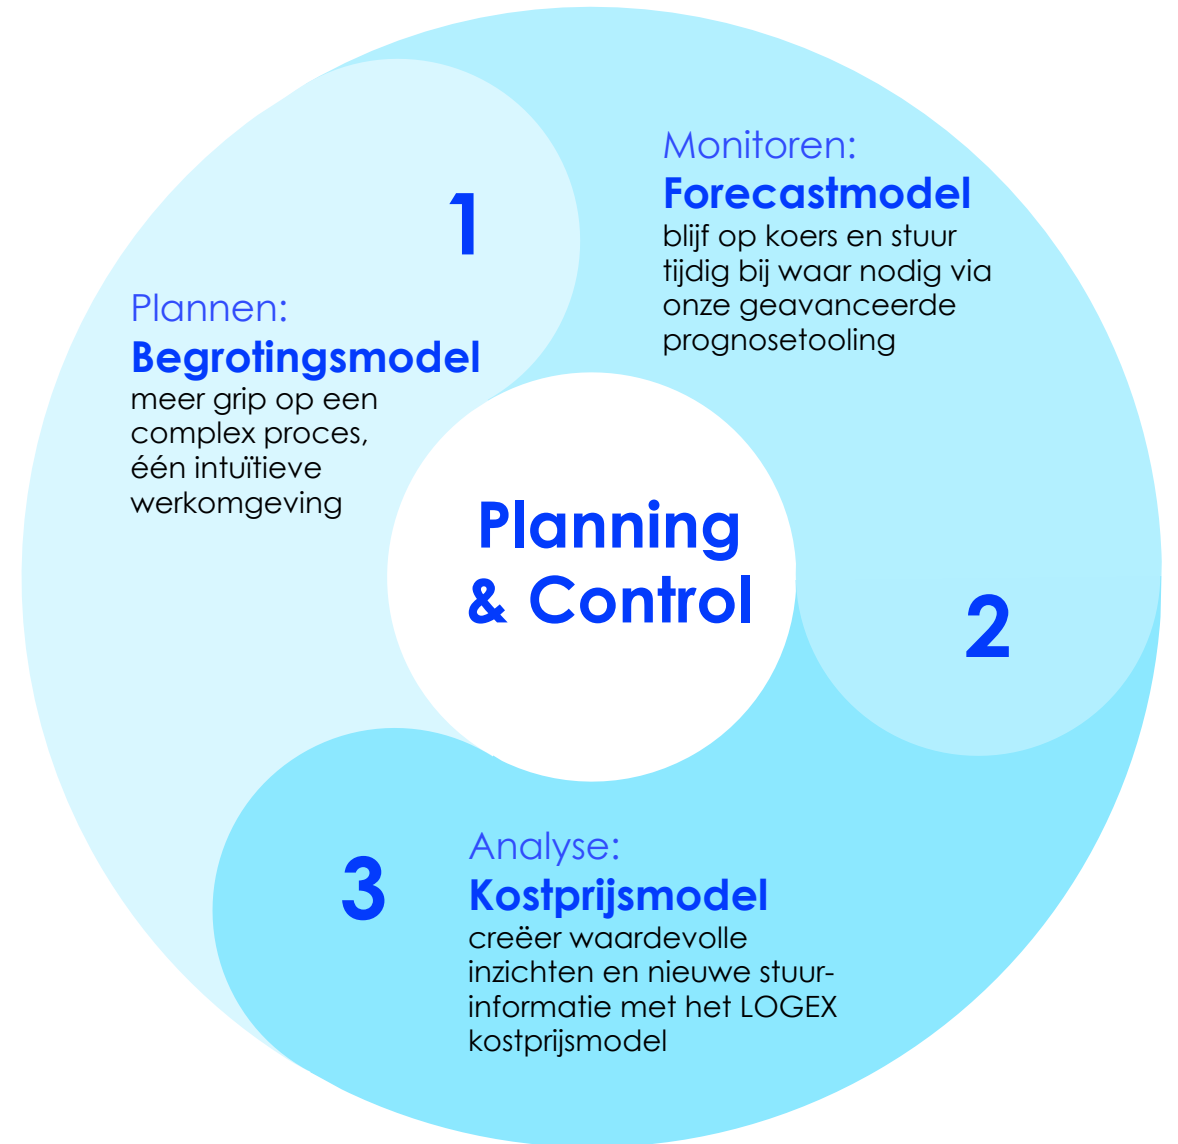 1
Plannen:
Begrotingsmodel
meer grip op een
complex proces,
één intuïtieve
werkomgeving
Monitoren:
Forecastmodel
blijf op koers en stuur
tijdig bij waar nodig via
onze geavanceerde
prognosetooling
2
Planning
& Control
3
Analyse:
Kostprijsmodel
creëer waardevolle
inzichten en nieuwe stuur-
informatie met het LOGEX
kostprijsmodel